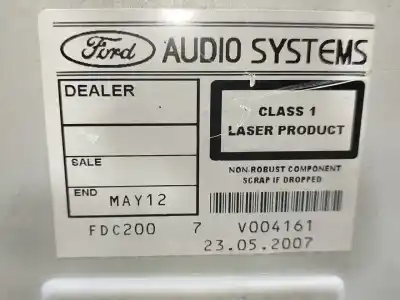 Ford AUDIO SYSTEMS
DEALER
CLASS 1
LASER PRODUCT
SALE
NON-ROBUST COMPONENT
SCRAP IF DROPPED
END MAY12
FDC200 7 V004161
23.05.2007